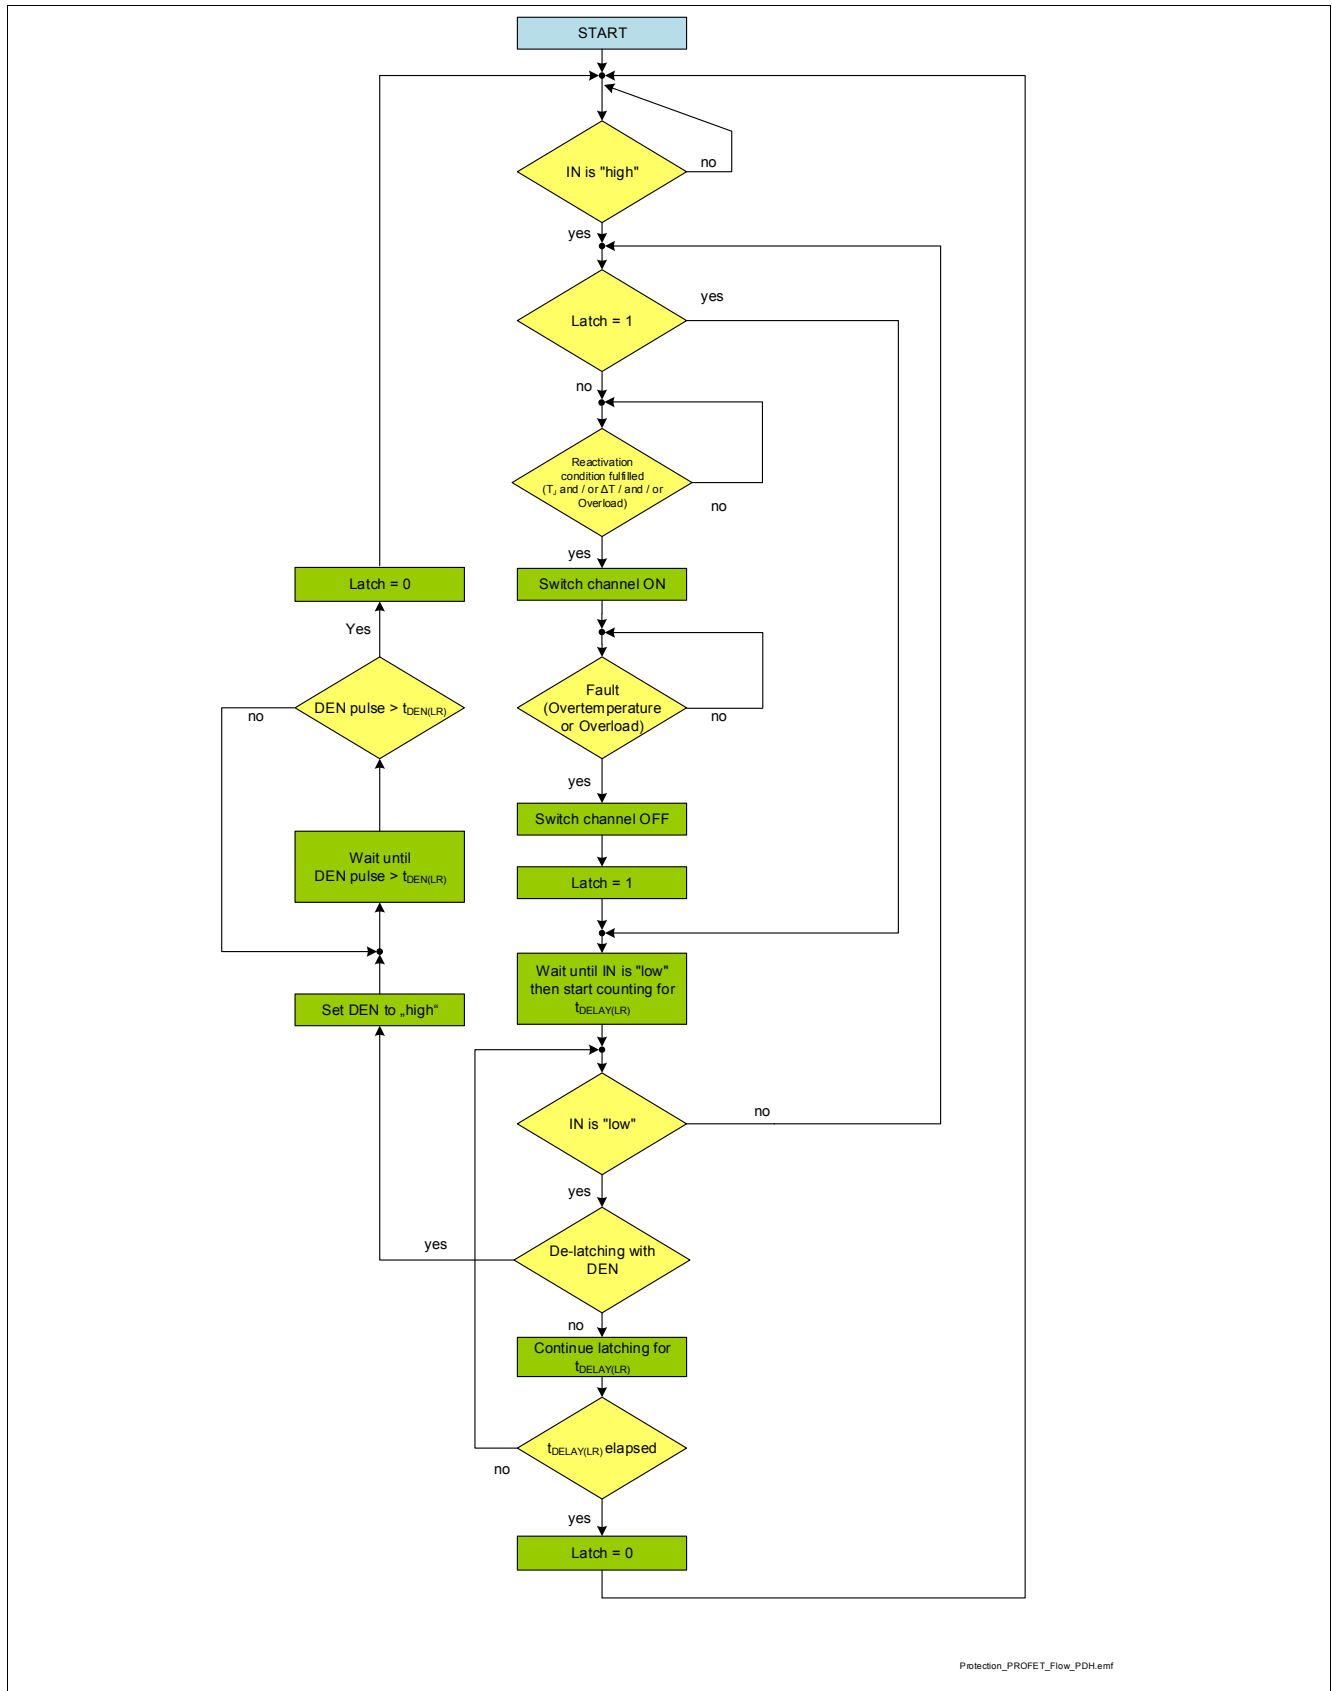 START
IN is "high"
no
yes
Latch = 1
yes
no
Reactivation
condition fulfilled
(TJ and / or ΔT / and / or
Overload)
no
yes
Switch channel ON
Fault
(Overtemperature
or Overload)
no
yes
Switch channel OFF
Latch = 1
Wait until IN is "low"
then start counting for
tDELAY(LR)
IN is "low"
no
yes
De-latching with
DEN
yes
no
Continue latching for
tDELAY(LR)
tDELAY(LR) elapsed
no
yes
Latch = 0
Set DEN to „high“
Wait until
DEN pulse > tDEN(LR)
DEN pulse > tDEN(LR)
no
Yes
Latch = 0
Protection_PROFET_Flow_PDH.emf